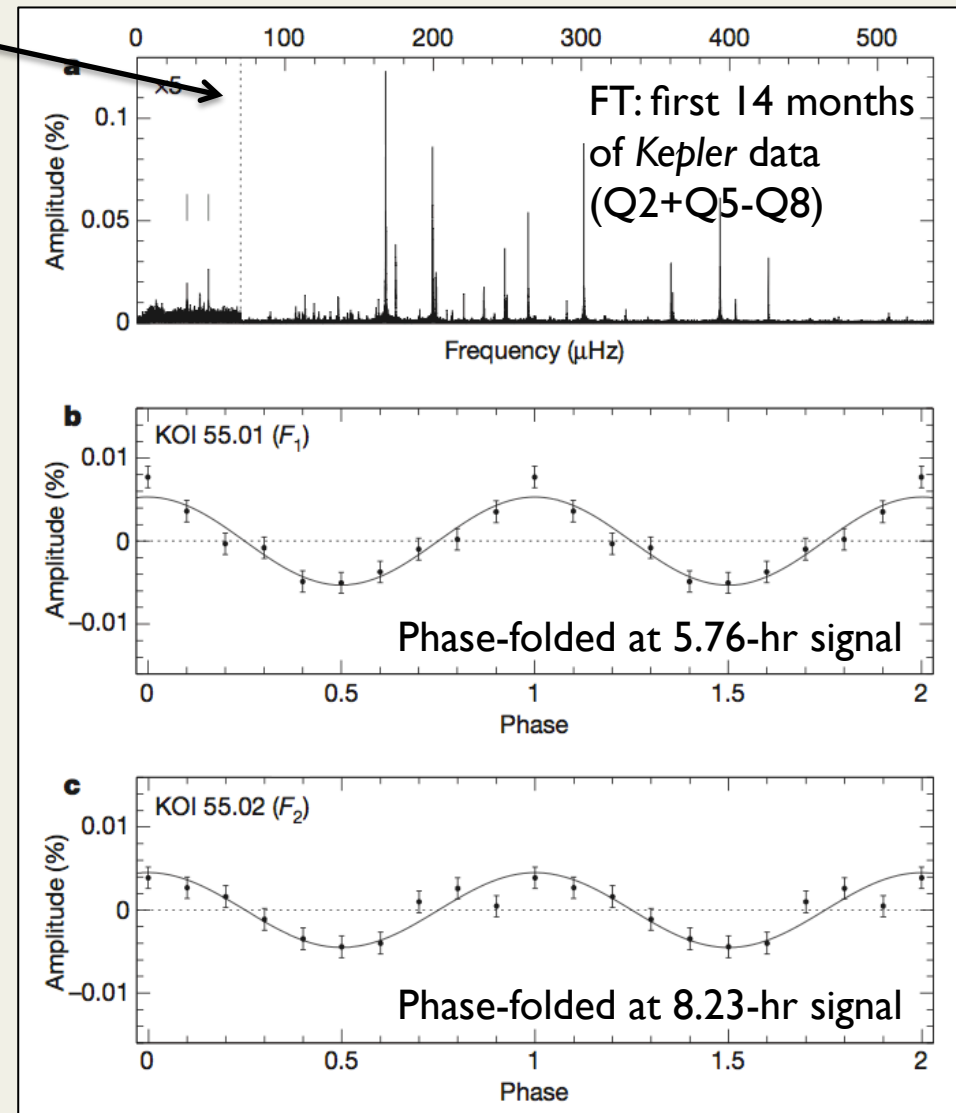 0 100 200 300 400 500
a
×5
FT: first 14 months
of Kepler data
(Q2+Q5-Q8)
0.1
0.05
0
Amplitude (%)
Frequency (μHz)
b
KOI 55.01 (F₁)
0.01
0
−0.01
Amplitude (%)
Phase-folded at 5.76-hr signal
0 0.5 1 1.5 2
Phase
c
KOI 55.02 (F₂)
0.01
0
−0.01
Amplitude (%)
Phase-folded at 8.23-hr signal
0 0.5 1 1.5 2
Phase